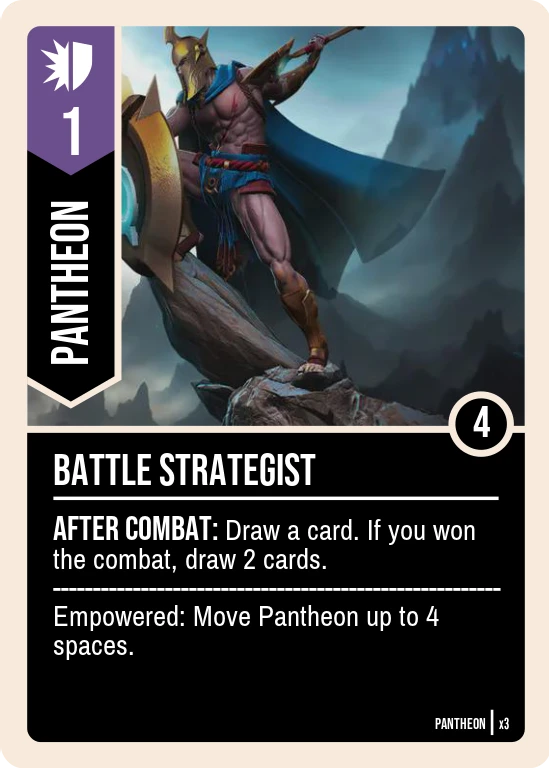 1
PANTHEON
4
BATTLE STRATEGIST
AFTER COMBAT: Draw a card. If you won
the combat, draw 2 cards.
Empowered: Move Pantheon up to 4
spaces.
PANTHEON | x3